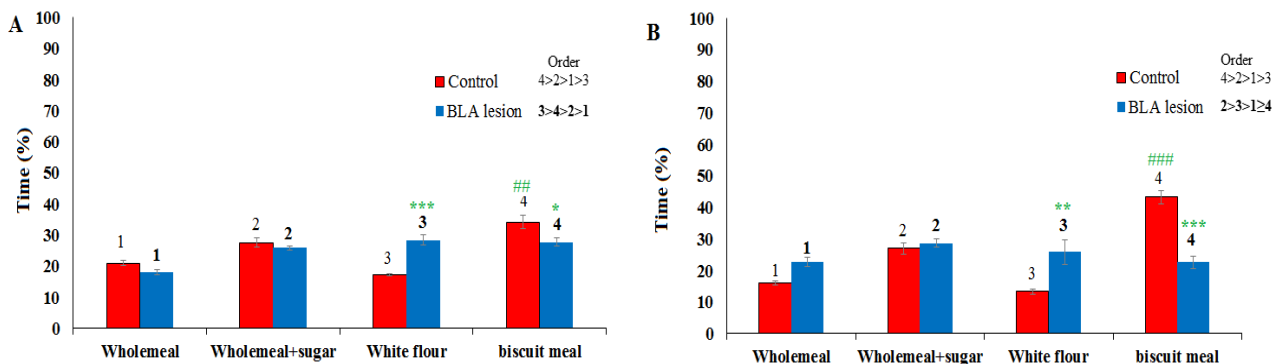 A
Time (%)
100
90
80
70
60
50
40
30
20
10
0
Control
BLA lesion
Order
4>2>1>3
3>4>2>1
1
1
2
2
3
***
3
##
4
*
4
Wholemeal
Wholemeal+sugar
White flour
biscuit meal
B
Time (%)
100
90
80
70
60
50
40
30
20
10
0
Control
BLA lesion
Order
4>2>1>3
2>3>1≥4
1
1
2
2
3
**
3
###
4
***
4
Wholemeal
Wholemeal+sugar
White flour
biscuit meal